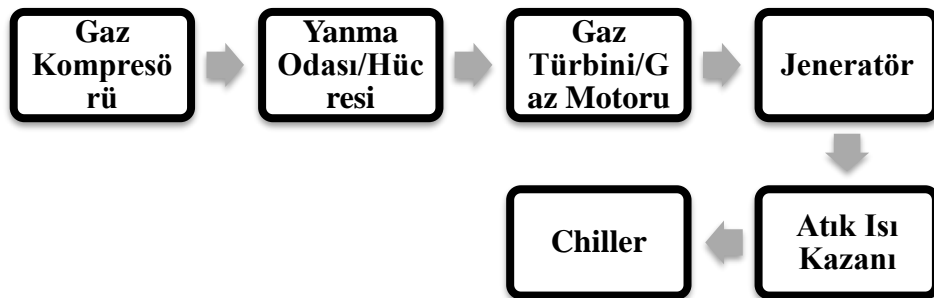 Gaz
Kompresö
rü
Yanma
Odası/Hüc
resi
Gaz
Türbini/G
az Motoru
Jeneratör
Chiller
Atık Isı
Kazanı